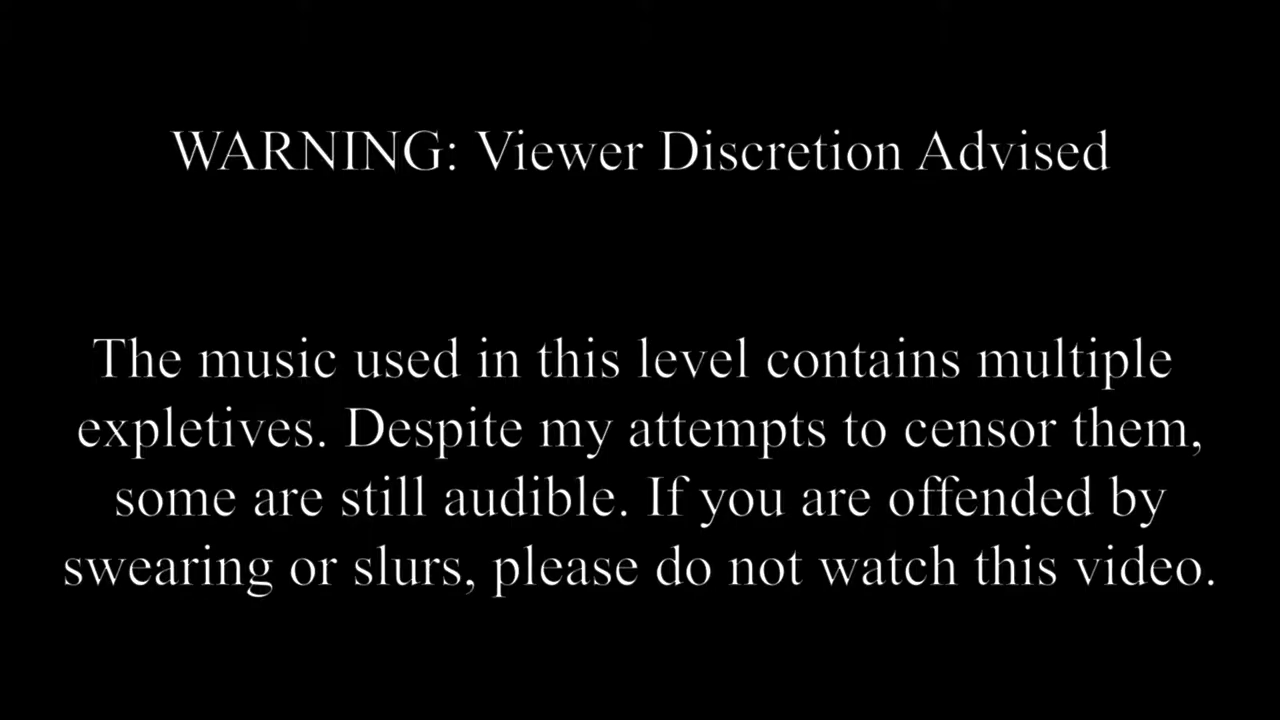 WARNING: Viewer Discretion Advised
The music used in this level contains multiple
expletives. Despite my attempts to censor them,
some are still audible. If you are offended by
swearing or slurs, please do not watch this video.